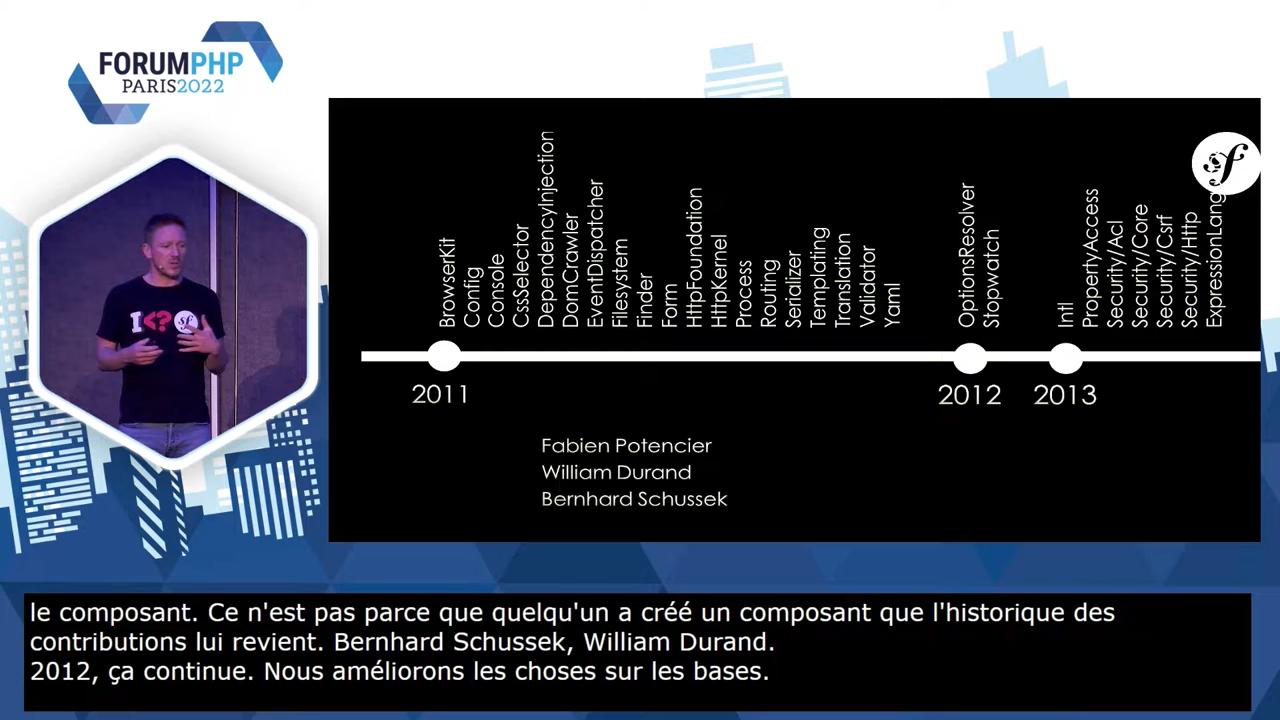 FORUMPHP
PARIS2022
I<?
sf
sf
BrowserKit
Config
Console
CssSelector
DependencyInjection
DomCrawler
EventDispatcher
Filesystem
Finder
Form
HttpFoundation
HttpKernel
Process
Routing
Serializer
Templating
Translation
Validator
Yaml
OptionsResolver
Stopwatch
Intl
PropertyAccess
Security/Acl
Security/Core
Security/Csrf
Security/Http
ExpressionLang
2011
2012
2013
Fabien Potencier
William Durand
Bernhard Schussek
le composant. Ce n'est pas parce que quelqu'un a créé un composant que l'historique des
contributions lui revient. Bernhard Schussek, William Durand.
2012, ça continue. Nous améliorons les choses sur les bases.